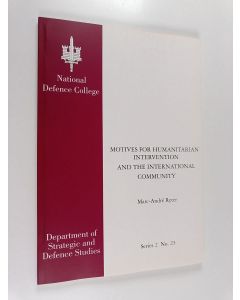 National
Defence College
MOTIVES FOR HUMANITARIAN
INTERVENTION
AND THE INTERNATIONAL
COMMUNITY
Marc-André Ryter
Department of
Strategic and
Defence Studies
Series 2 No. 23